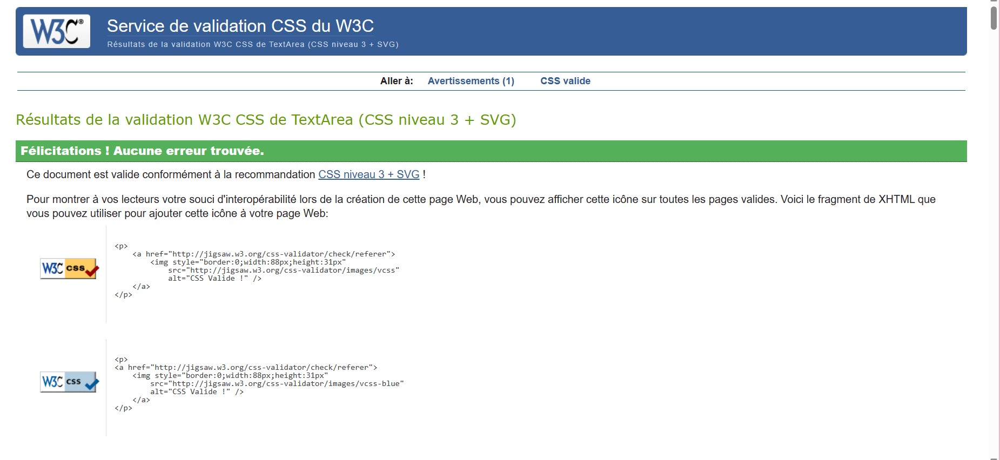 W3C®
Service de validation CSS du W3C
Résultats de la validation W3C CSS de TextArea (CSS niveau 3 + SVG)
Aller à: Avertissements (1) CSS valide
Résultats de la validation W3C CSS de TextArea (CSS niveau 3 + SVG)
Félicitations ! Aucune erreur trouvée.
Ce document est valide conformément à la recommandation CSS niveau 3 + SVG !
Pour montrer à vos lecteurs votre souci d'interopérabilité lors de la création de cette page Web, vous pouvez afficher cette icône sur toutes les pages valides. Voici le fragment de XHTML que
vous pouvez utiliser pour ajouter cette icône à votre page Web:
W3C css
<p>
    <a href="http://jigsaw.w3.org/css-validator/check/referer">
        <img style="border:0;width:88px;height:31px"
            src="http://jigsaw.w3.org/css-validator/images/vcss"
            alt="CSS Valide !" />
    </a>
</p>
W3C css
<p>
<a href="http://jigsaw.w3.org/css-validator/check/referer">
    <img style="border:0;width:88px;height:31px"
        src="http://jigsaw.w3.org/css-validator/images/vcss-blue"
        alt="CSS Valide !" />
    </a>
</p>